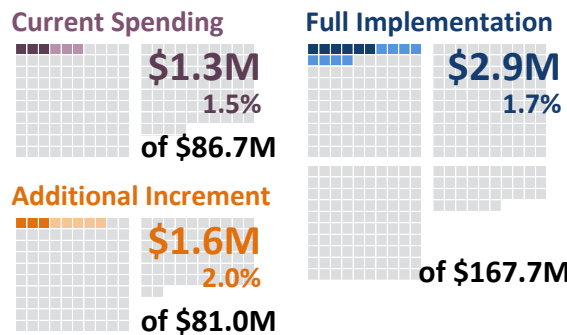 Current Spending
$1.3M
1.5%
of $86.7M
Additional Increment
$1.6M
2.0%
of $81.0M
Full Implementation
$2.9M
1.7%
of $167.7M